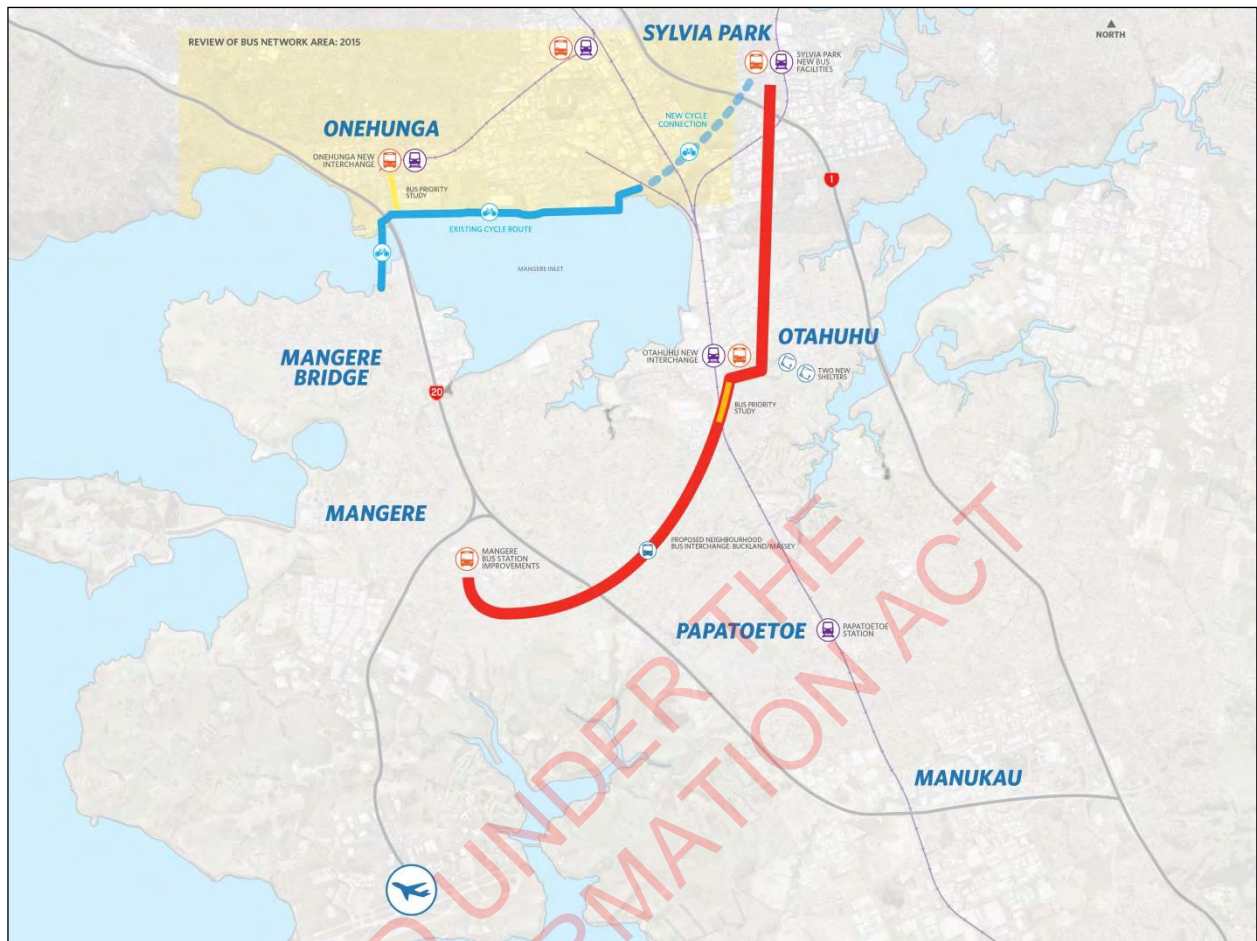 REVIEW OF BUS NETWORK AREA: 2015
SYLVIA PARK
NORTH
SYLVIA PARK
NEW BUS
FACILITIES
NEW CYCLE
CONNECTION
ONEHUNGA
ONEHUNGA NEW
INTERCHANGE
BUS PRIORITY
STUDY
1
EXISTING CYCLE ROUTE
MANGERE INLET
MANGERE
BRIDGE
20
OTAHUHU NEW
INTERCHANGE
OTAHUHU
TWO NEW
SHELTERS
BUS PRIORITY
STUDY
MANGERE
MANGERE
BUS STATION
IMPROVEMENTS
PROPOSED NEIGHBOURHOOD
BUS INTERCHANGE: BUCKLAND/MASSEY
PAPATOETOE
PAPATOETOE
STATION
MANUKAU
D UNDER THE
RMATION ACT